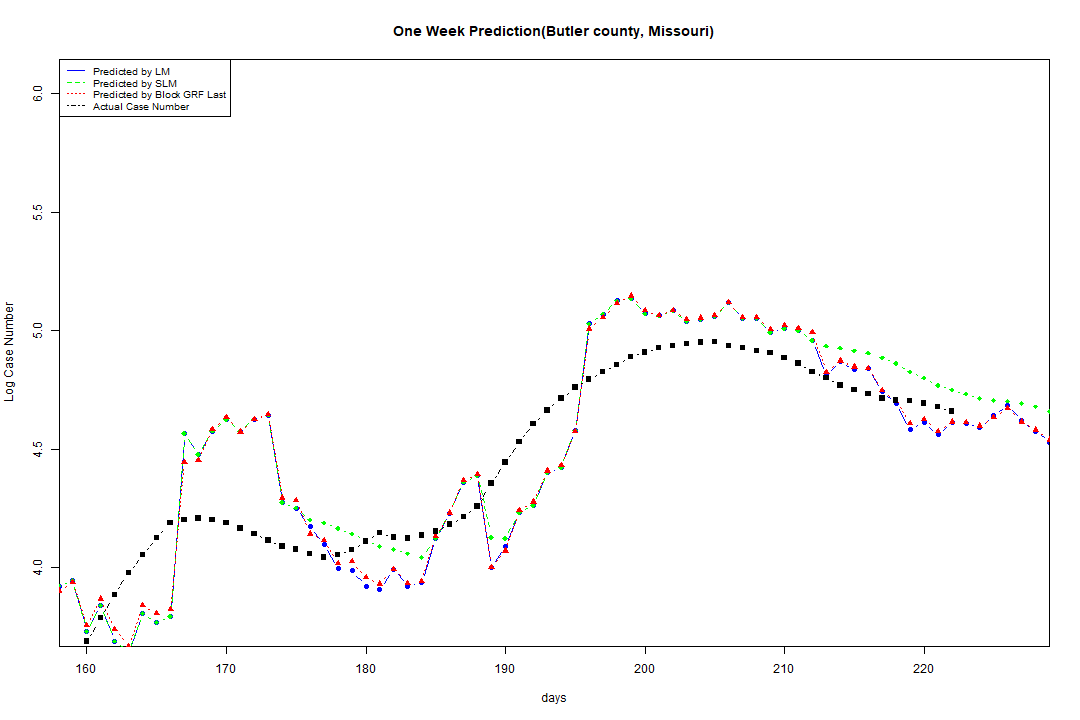 One Week Prediction(Butler county, Missouri)
Predicted by LM
Predicted by SLM
Predicted by Block GRF Last
Actual Case Number
6.0
5.5
5.0
4.5
4.0
Log Case Number
160 170 180 190 200 210 220
days